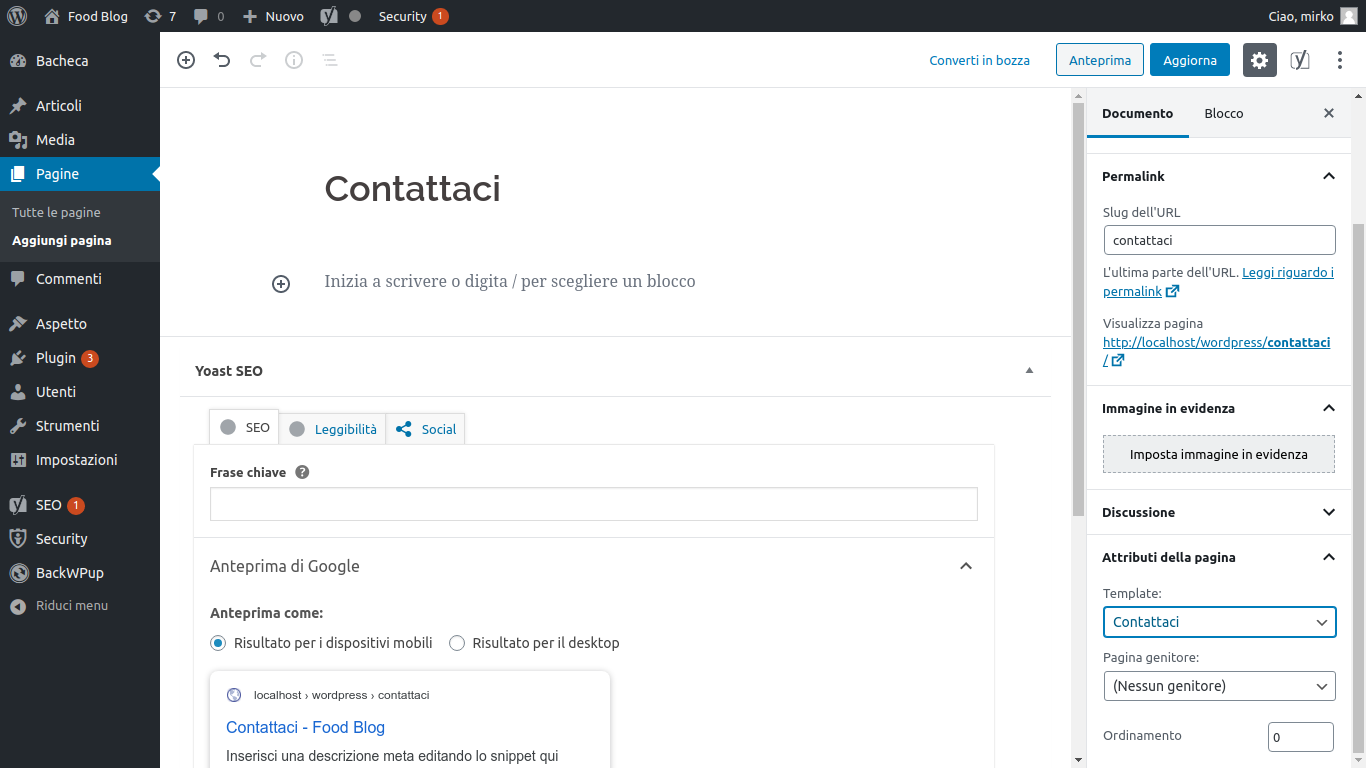 Food Blog 7 0 Nuovo Security 1 Ciao, mirko
Bacheca
Articoli
Media
Pagine
Tutte le pagine
Aggiungi pagina
Commenti
Aspetto
Plugin 3
Utenti
Strumenti
Impostazioni
SEO 1
Security
BackWPup
Riduci menu
Converti in bozza Anteprima Aggiorna
Contattaci
Inizia a scrivere o digita / per scegliere un blocco
Yoast SEO
SEO Leggibilità Social
Frase chiave ?
Anteprima di Google
Anteprima come:
Risultato per i dispositivi mobili Risultato per il desktop
localhost › wordpress › contattaci
Contattaci - Food Blog
Inserisci una descrizione meta editando lo snippet qui
Documento Blocco
Permalink
Slug dell'URL
contattaci
L'ultima parte dell'URL. Leggi riguardo i
permalink
Visualizza pagina
http://localhost/wordpress/contattaci
/
Immagine in evidenza
Imposta immagine in evidenza
Discussione
Attributi della pagina
Template:
Contattaci
Pagina genitore:
(Nessun genitore)
Ordinamento 0